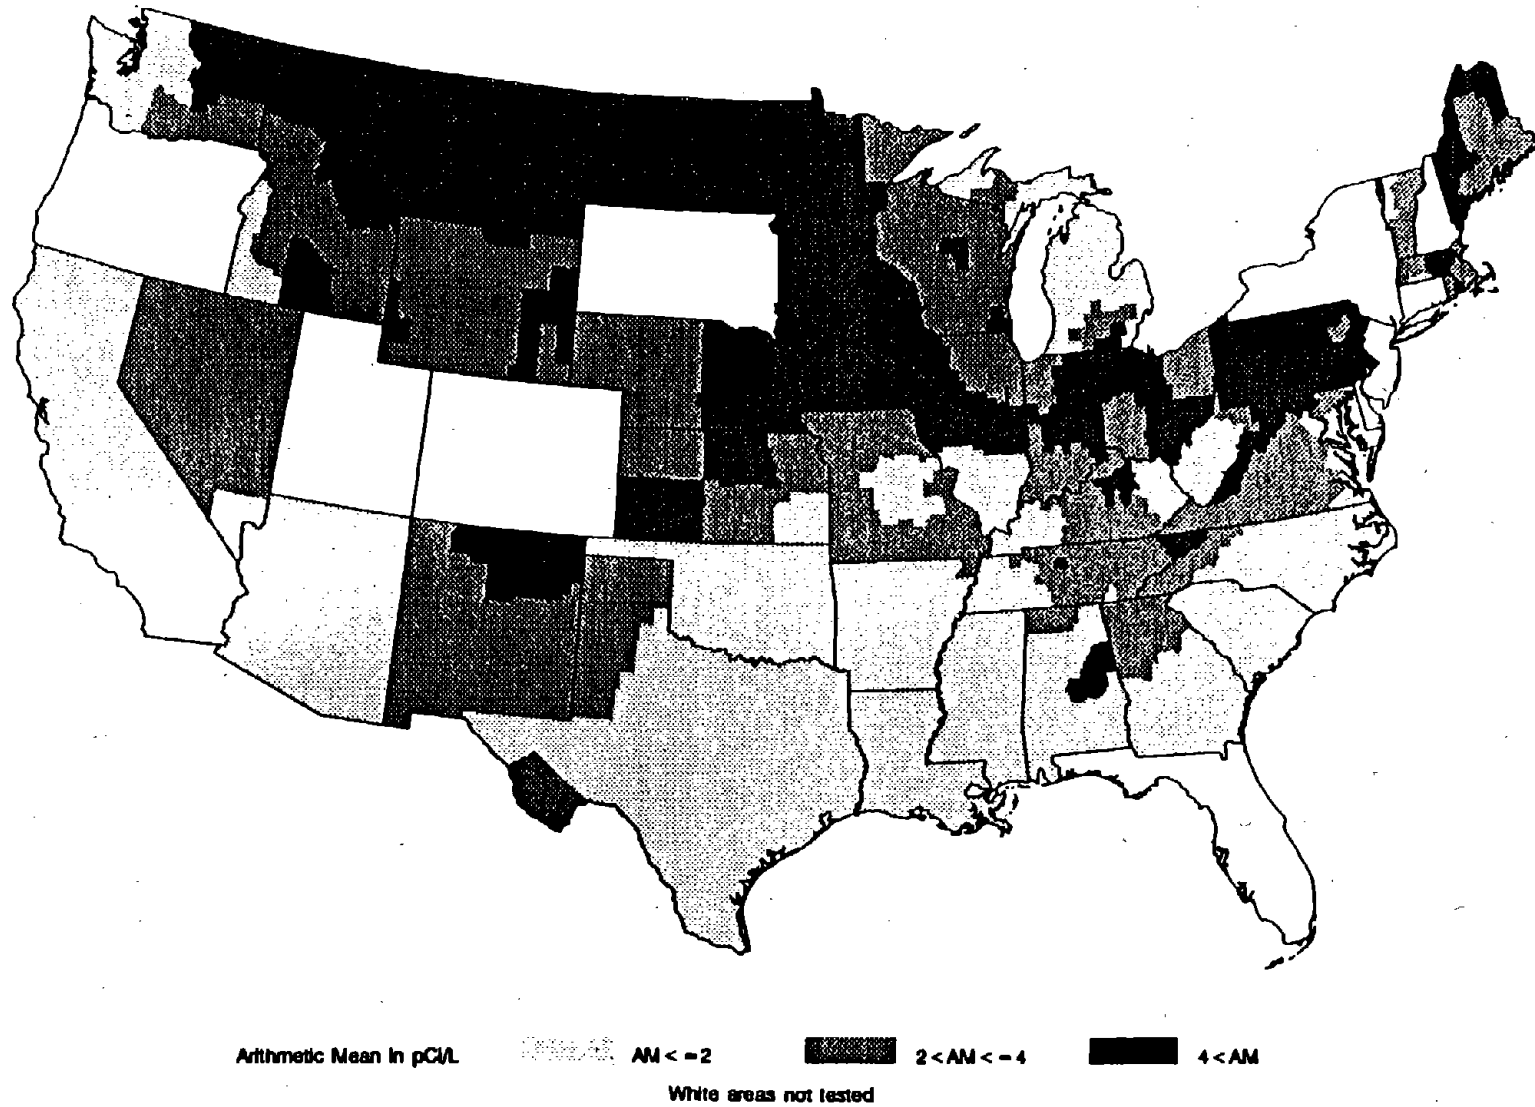 Arithmetic Mean in pCi/L AM < = 2 2 < AM < = 4 4 < AM
White areas not tested